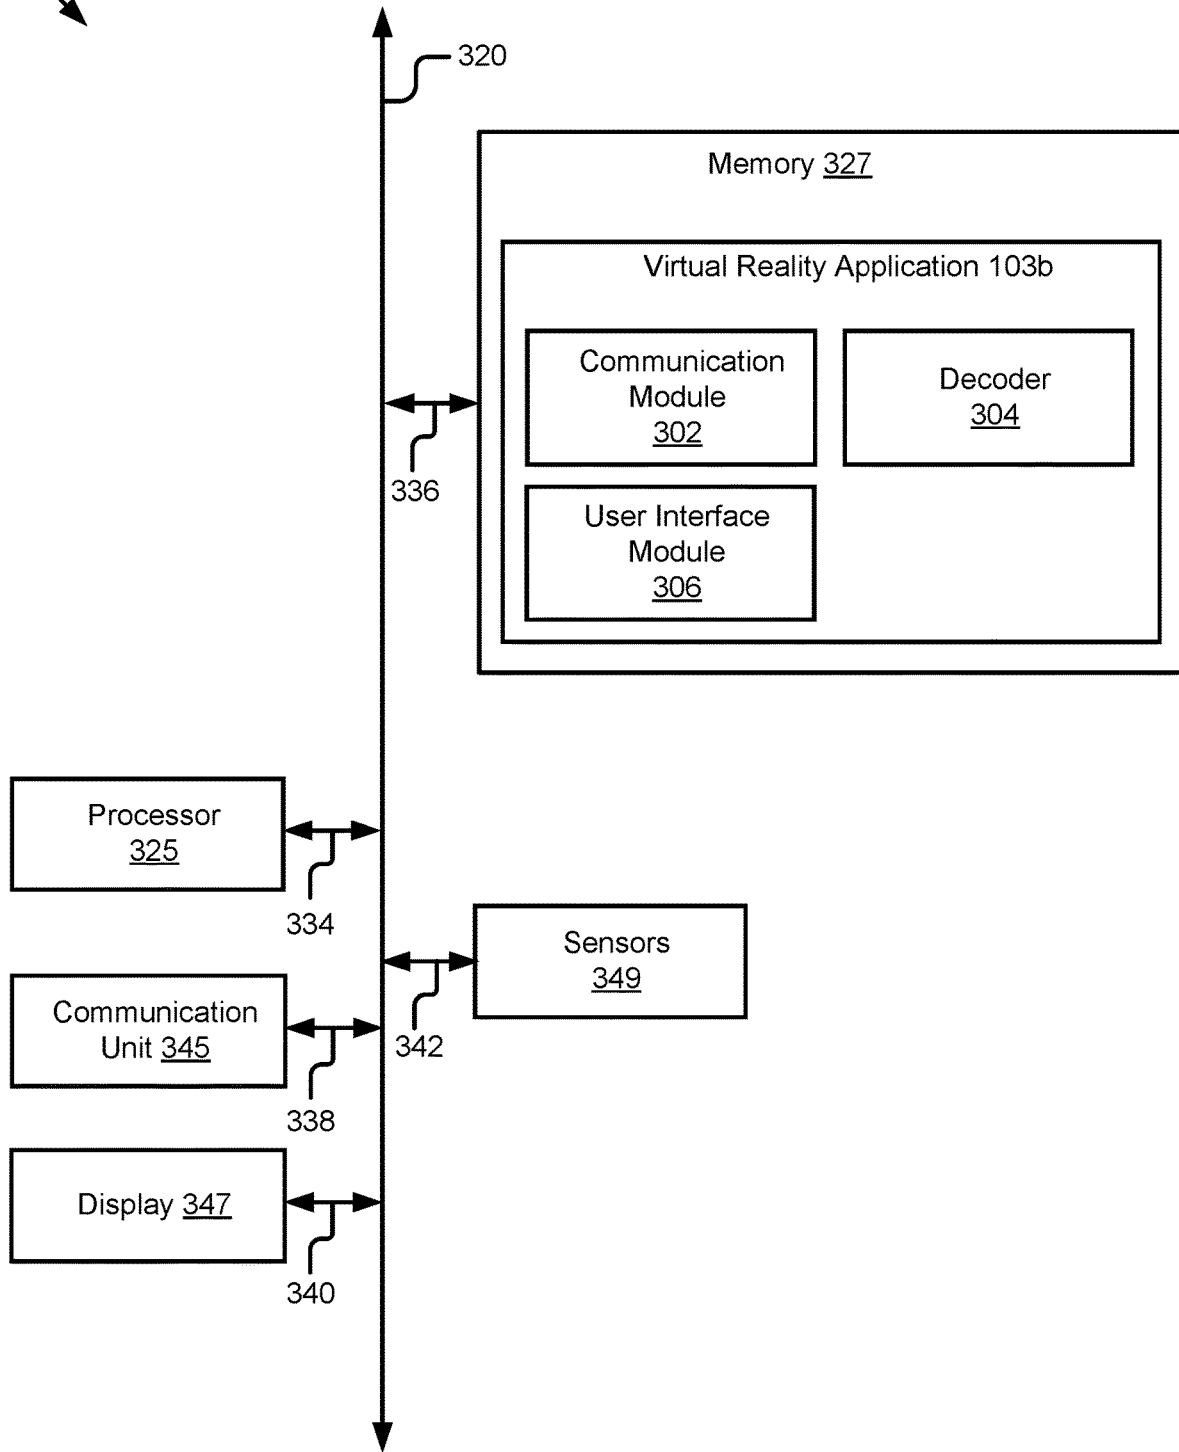 320
Memory 327
Virtual Reality Application 103b
Communication
Module
302
Decoder
304
336
User Interface
Module
306
Processor
325
334
Sensors
349
342
Communication
Unit 345
338
Display 347
340